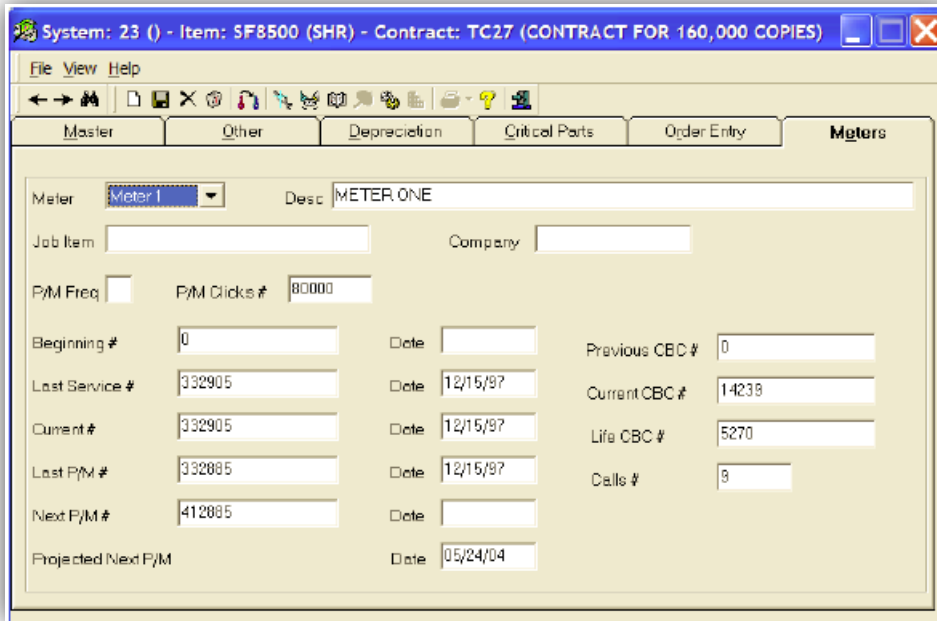 System: 23 () - Item: SF8500 (SHR) - Contract: TC27 (CONTRACT FOR 160,000 COPIES)
File View Help
Master Other Depreciation Critical Parts Order Entry Meters
Meter Meter 1 Desc METER ONE
Job Item Company
P/M Freq P/M Clicks # 80000
Beginning # 0 Date Previous CBC # 0
Last Service # 332905 Date 12/15/97 Current CBC # 14239
Current # 332905 Date 12/15/97 Life CBC # 5270
Last P/M # 332885 Date 12/15/97 Calls # 9
Next P/M # 412885 Date
Projected Next P/M Date 05/24/04